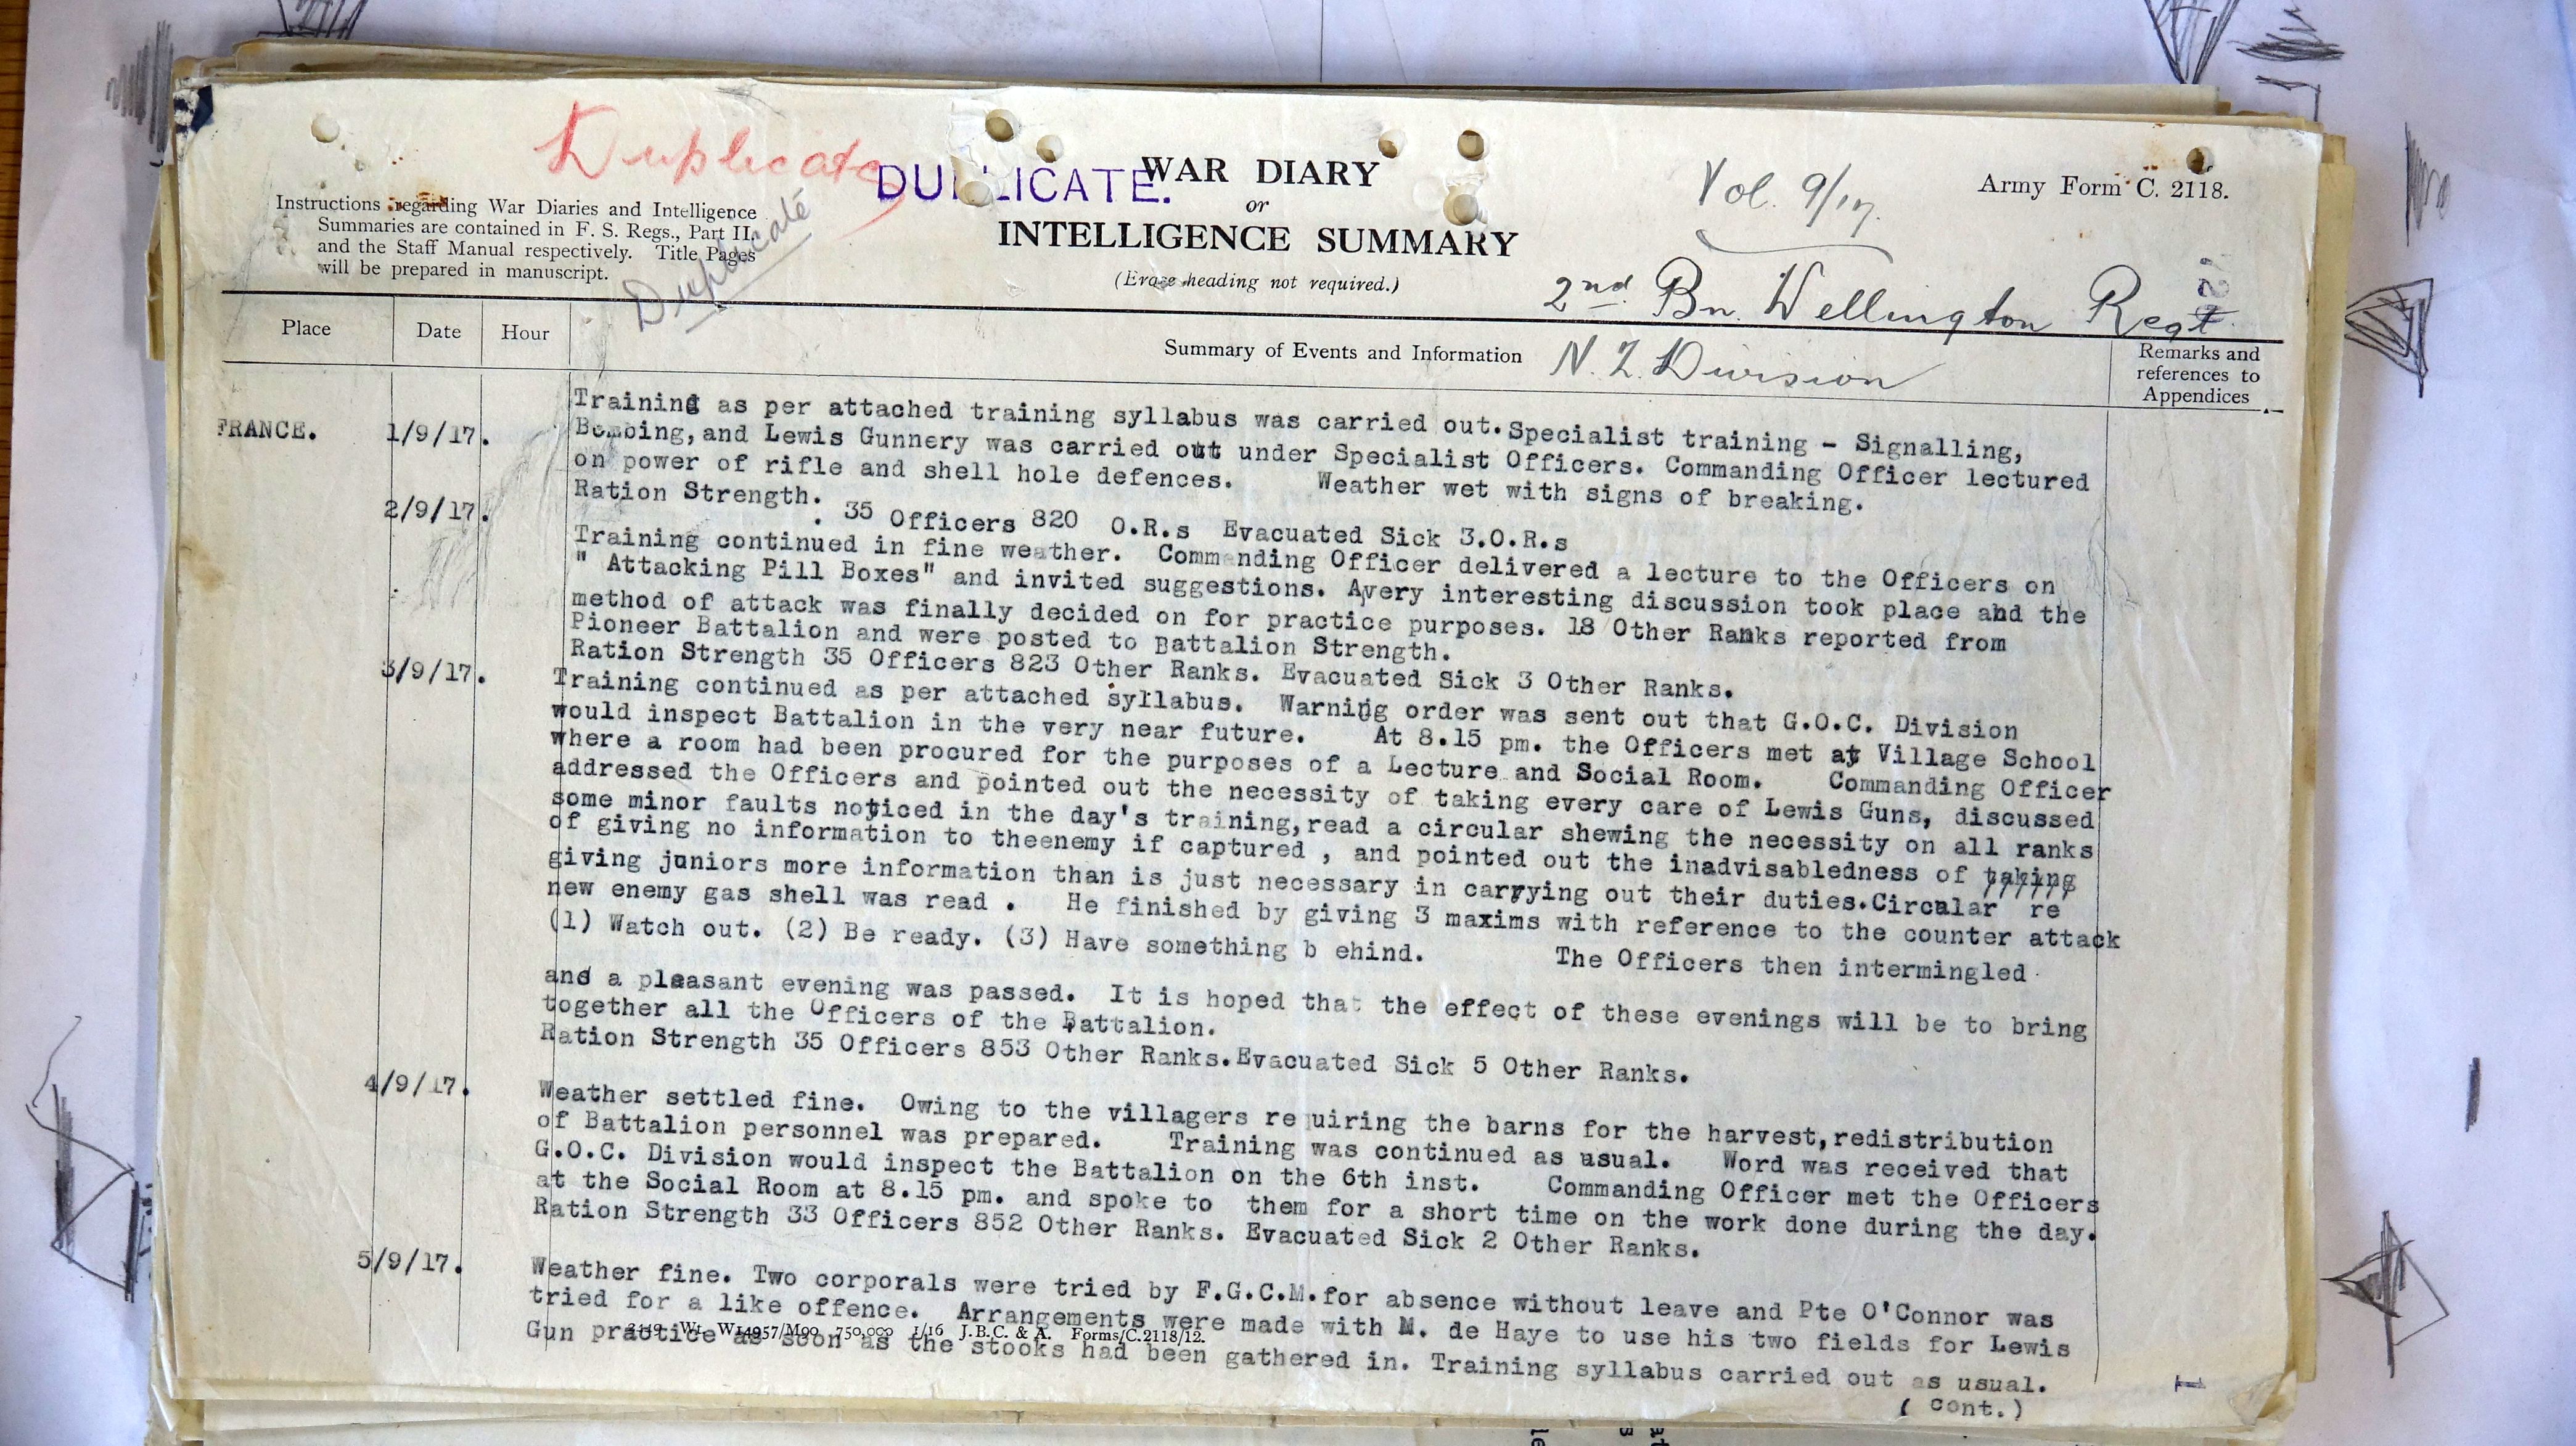 Duplicate
DUPLICATE.
Duplicate
WAR DIARY
or
INTELLIGENCE SUMMARY
(Erase heading not required.)
Instructions regarding War Diaries and Intelligence
Summaries are contained in F. S. Regs., Part II.
and the Staff Manual respectively. Title Pages
will be prepared in manuscript.
Vol. 9/17.
Army Form C. 2118.
2nd. Bn. Wellington Regt.
N.Z. Division
Place
Date
Hour
Summary of Events and Information
Remarks and
references to
Appendices
FRANCE.
1/9/17.
Training as per attached training syllabus was carried out. Specialist training - Signalling,
Bombing, and Lewis Gunnery was carried out under Specialist Officers. Commanding Officer lectured
on power of rifle and shell hole defences. Weather wet with signs of breaking.
Ration Strength. 35 Officers 820 O.R.s Evacuated Sick 3.O.R.s
2/9/17.
Training continued in fine weather. Commanding Officer delivered a lecture to the Officers on
" Attacking Pill Boxes" and invited suggestions. A very interesting discussion took place and the
method of attack was finally decided on for practice purposes. 18 Other Ranks reported from
Pioneer Battalion and were posted to Battalion Strength.
Ration Strength 35 Officers 823 Other Ranks. Evacuated Sick 3 Other Ranks.
3/9/17.
Training continued as per attached syllabus. Warning order was sent out that G.O.C. Division
would inspect Battalion in the very near future. At 8.15 pm. the Officers met at Village School
where a room had been procured for the purposes of a Lecture and Social Room. Commanding Officer
addressed the Officers and pointed out the necessity of taking every care of Lewis Guns, discussed
some minor faults noticed in the day's training, read a circular shewing the necessity on all ranks
of giving no information to theenemy if captured , and pointed out the inadvisabledness of taking
giving juniors more information than is just necessary in carrying out their duties. Circular re
new enemy gas shell was read . He finished by giving 3 maxims with reference to the counter attack
(1) Watch out. (2) Be ready. (3) Have something b ehind. The Officers then intermingled
and a pleasant evening was passed. It is hoped that the effect of these evenings will be to bring
together all the Officers of the Battalion.
Ration Strength 35 Officers 853 Other Ranks. Evacuated Sick 5 Other Ranks.
4/9/17.
Weather settled fine. Owing to the villagers re uiring the barns for the harvest, redistribution
of Battalion personnel was prepared. Training was continued as usual. Word was received that
G.O.C. Division would inspect the Battalion on the 6th inst. Commanding Officer met the Officers
at the Social Room at 8.15 pm. and spoke to them for a short time on the work done during the day.
Ration Strength 33 Officers 852 Other Ranks. Evacuated Sick 2 Other Ranks.
5/9/17.
Weather fine. Two corporals were tried by F.G.C.M. for absence without leave and Pte O'Connor was
tried for a like offence. Arrangements were made with M. de Haye to use his two fields for Lewis
Gun practice as soon as the stooks had been gathered in. Training syllabus carried out as usual.
( cont.)
2449 Wt. W14957/M90 750,000 1/16 J.B.C. & A. Forms/C.2118/12.
1